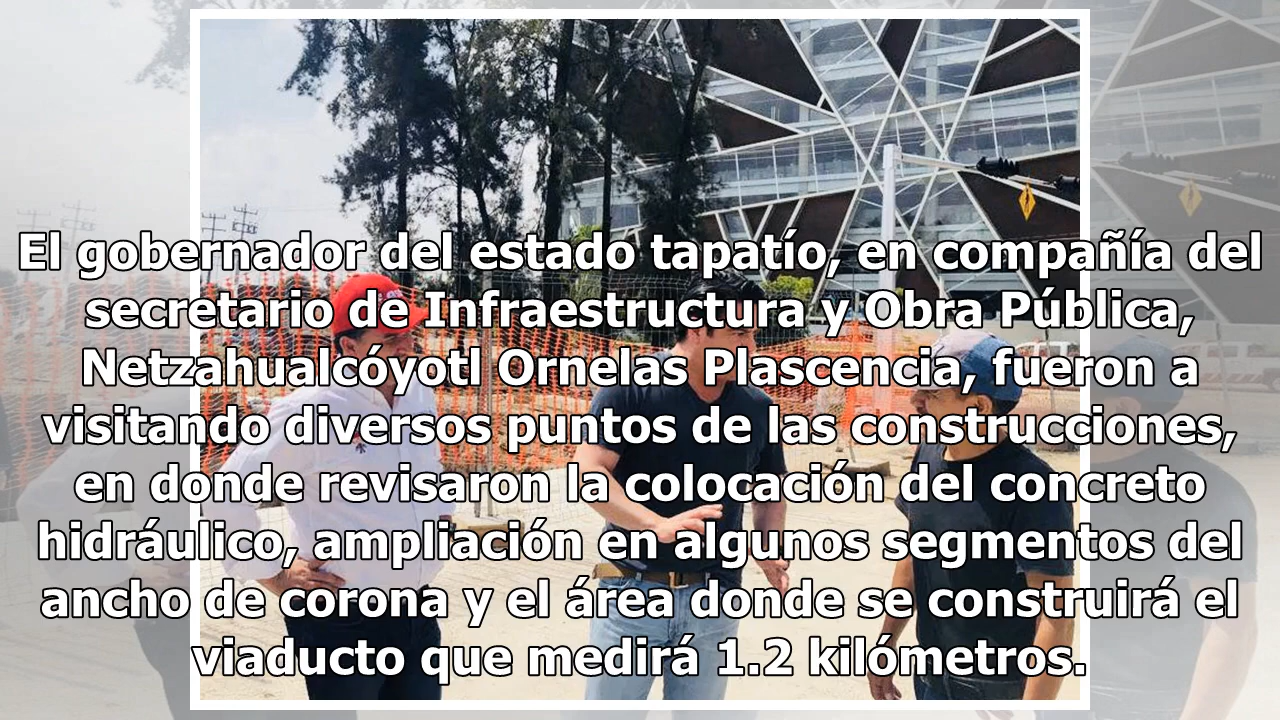 El gobernador del estado tapatío, en compañía del
secretario de Infraestructura y Obra Pública,
Netzahualcóyotl Ornelas Plascencia, fueron a
visitando diversos puntos de las construcciones,
en donde revisaron la colocación del concreto
hidráulico, ampliación en algunos segmentos del
ancho de corona y el área donde se construirá el
viaducto que medirá 1.2 kilómetros.